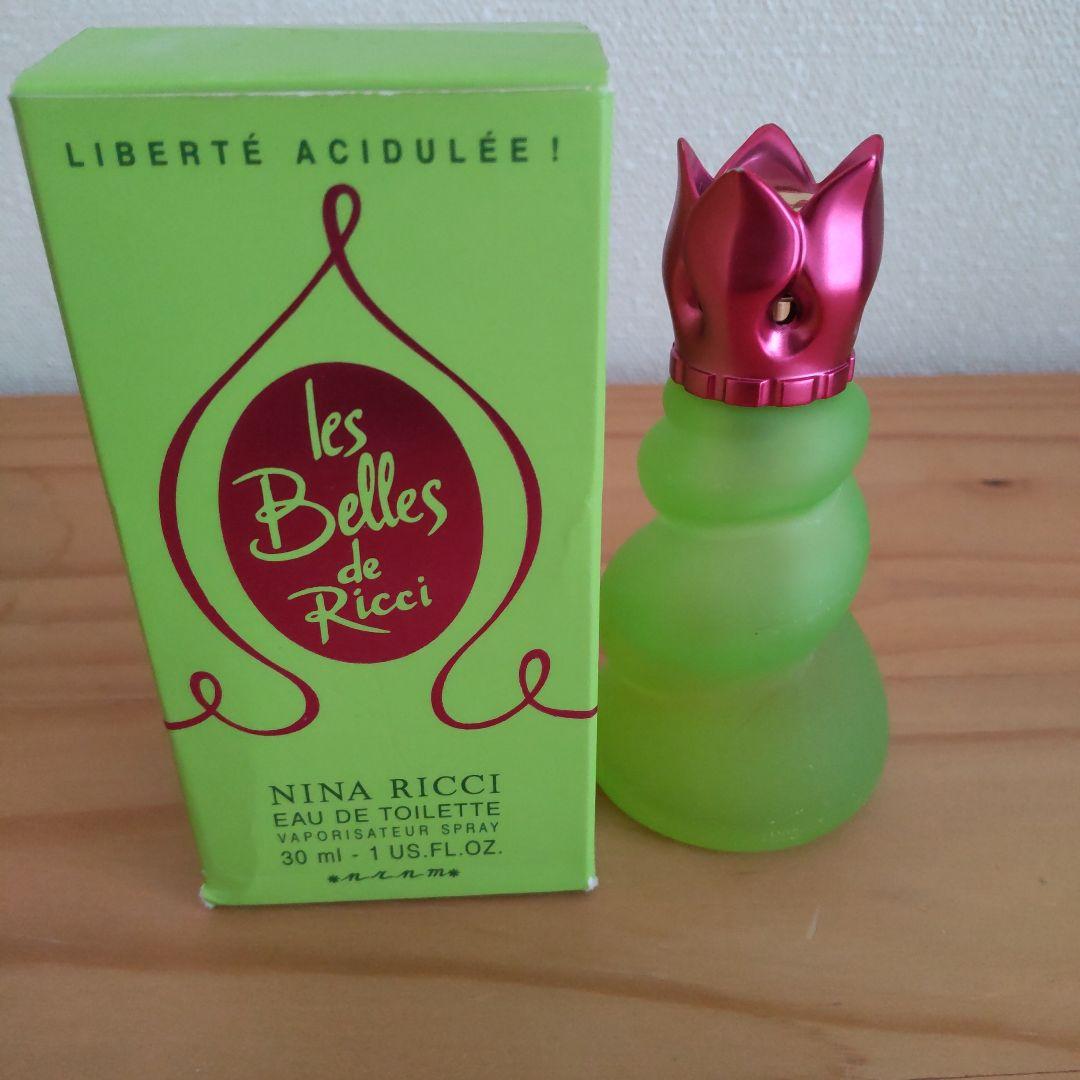 LIBERTÉ ACIDULÉE !
les
Belles
de
Ricci
NINA RICCI
EAU DE TOILETTE
VAPORISATEUR SPRAY
30 ml - 1 US.FL.OZ.
*nrnm*